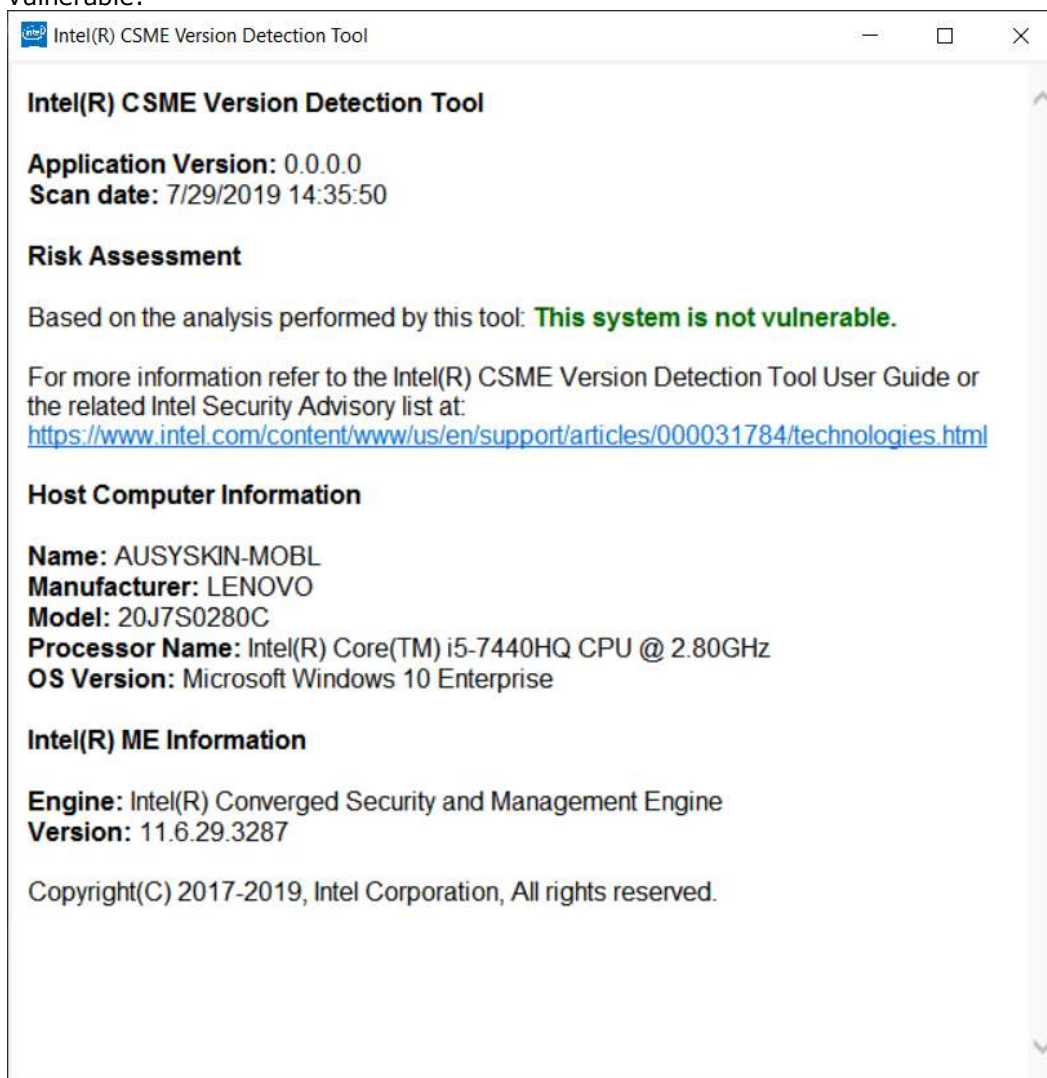 Vulnerable:
Intel(R) CSME Version Detection Tool
Intel(R) CSME Version Detection Tool
Application Version: 0.0.0.0
Scan date: 7/29/2019 14:35:50
Risk Assessment
Based on the analysis performed by this tool: This system is not vulnerable.
For more information refer to the Intel(R) CSME Version Detection Tool User Guide or
the related Intel Security Advisory list at:
https://www.intel.com/content/www/us/en/support/articles/000031784/technologies.html
Host Computer Information
Name: AUSYSKIN-MOBL
Manufacturer: LENOVO
Model: 20J7S0280C
Processor Name: Intel(R) Core(TM) i5-7440HQ CPU @ 2.80GHz
OS Version: Microsoft Windows 10 Enterprise
Intel(R) ME Information
Engine: Intel(R) Converged Security and Management Engine
Version: 11.6.29.3287
Copyright(C) 2017-2019, Intel Corporation, All rights reserved.